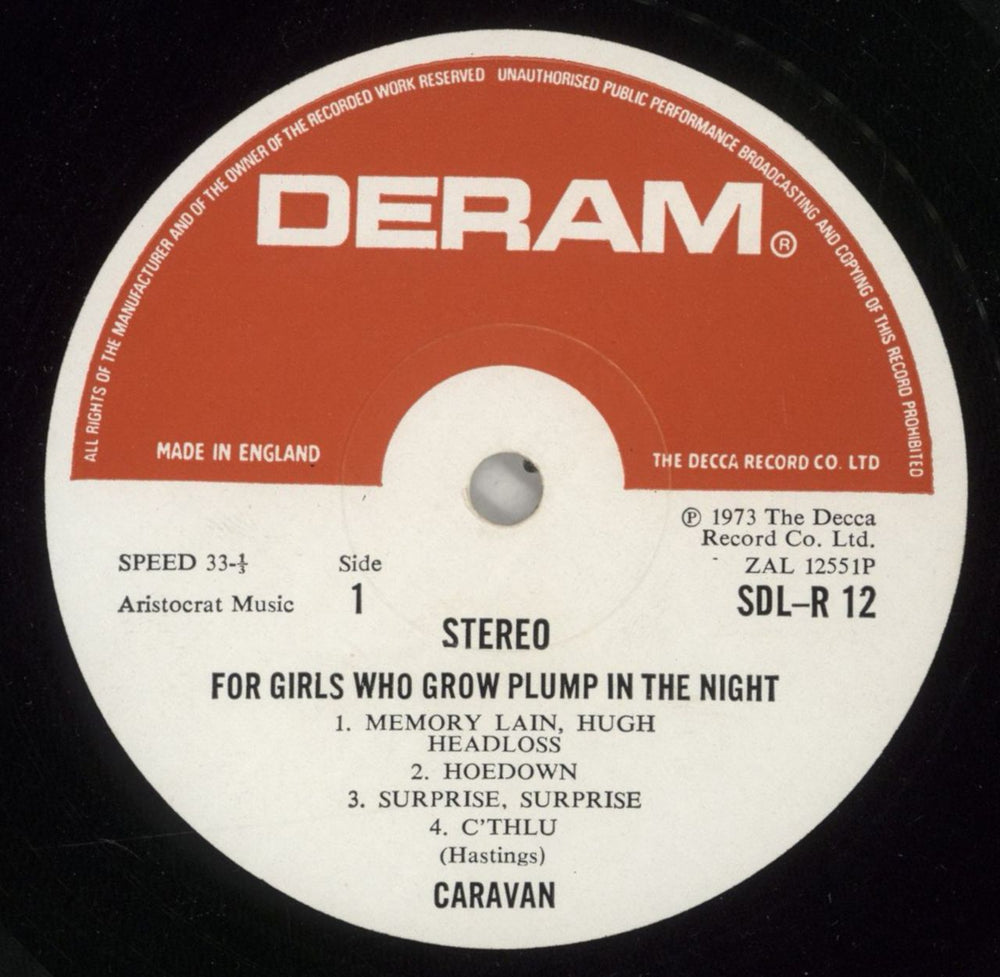 ALL RIGHTS OF THE MANUFACTURER AND OF THE OWNER OF THE RECORDED WORK RESERVED UNAUTHORISED PUBLIC PERFORMANCE BROADCASTING AND COPYING OF THIS RECORD PROHIBITED
DERAM®
MADE IN ENGLAND
THE DECCA RECORD CO. LTD
℗ 1973 The Decca
Record Co. Ltd.
SPEED 33-⅓
Side
ZAL 12551P
Aristocrat Music
1
SDL–R 12
STEREO
FOR GIRLS WHO GROW PLUMP IN THE NIGHT
1. MEMORY LAIN, HUGH
HEADLOSS
2. HOEDOWN
3. SURPRISE, SURPRISE
4. C'THLU
(Hastings)
CARAVAN